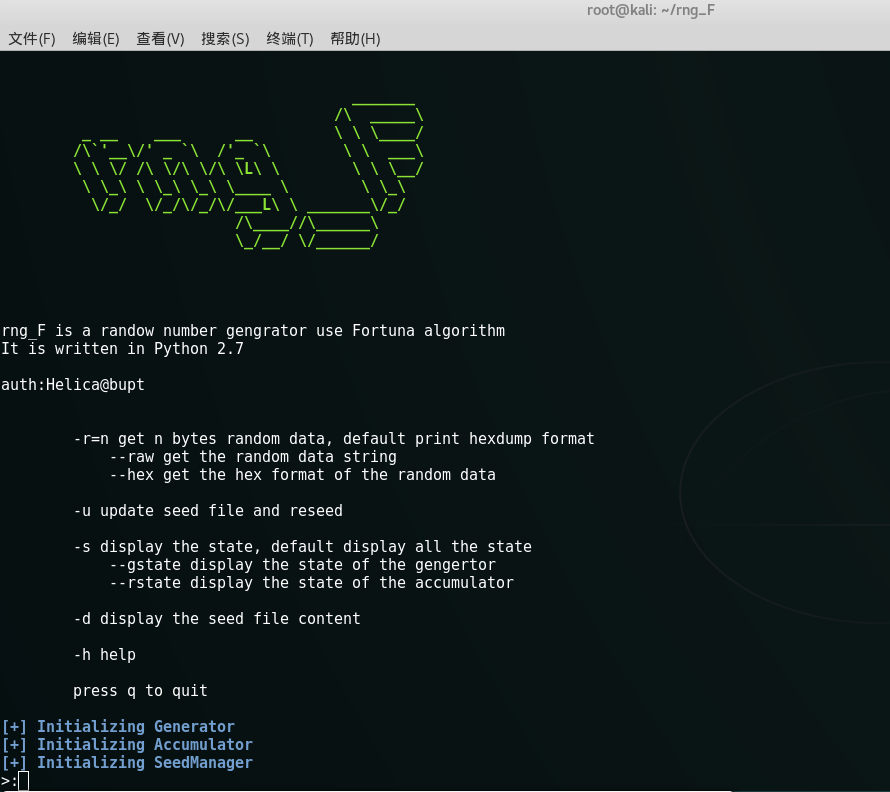 root@kali: ~/rng_F
文件(F) 编辑(E) 查看(V) 搜索(S) 终端(T) 帮助(H)
rng_F
rng_F is a randow number gengrator use Fortuna algorithm
It is written in Python 2.7
auth:Helica@bupt
-r=n get n bytes random data, default print hexdump format
--raw get the random data string
--hex get the hex format of the random data
-u update seed file and reseed
-s display the state, default display all the state
--gstate display the state of the gengertor
--rstate display the state of the accumulator
-d display the seed file content
-h help
press q to quit
[+] Initializing Generator
[+] Initializing Accumulator
[+] Initializing SeedManager
>: